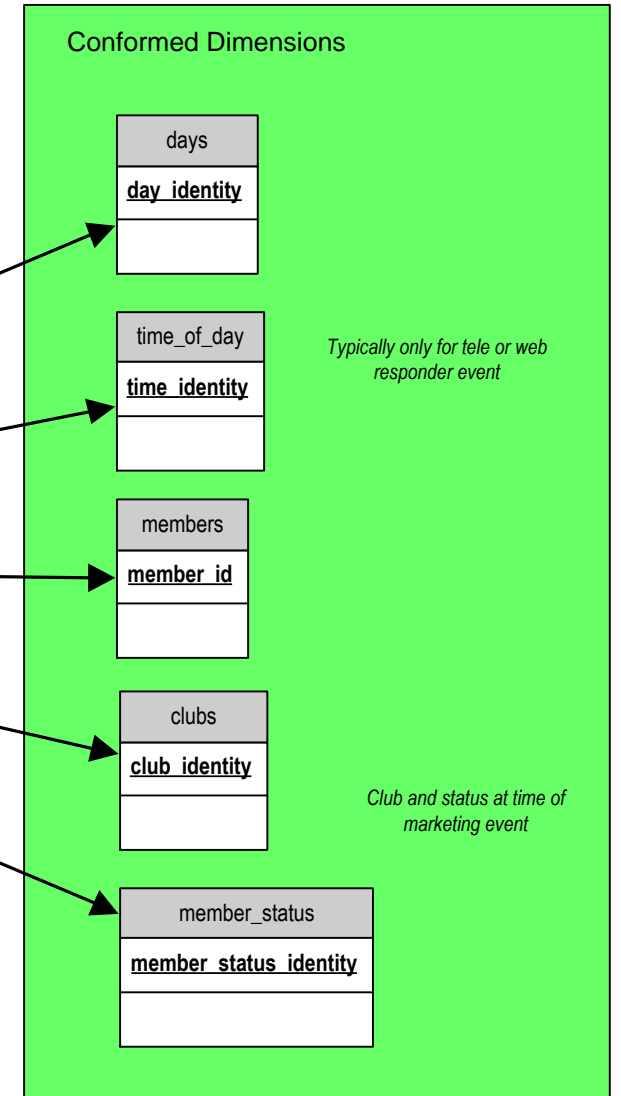 Conformed Dimensions
days
day_identity
time_of_day
time_identity
Typically only for tele or web
responder event
members
member_id
clubs
club_identity
Club and status at time of
marketing event
member_status
member_status_identity